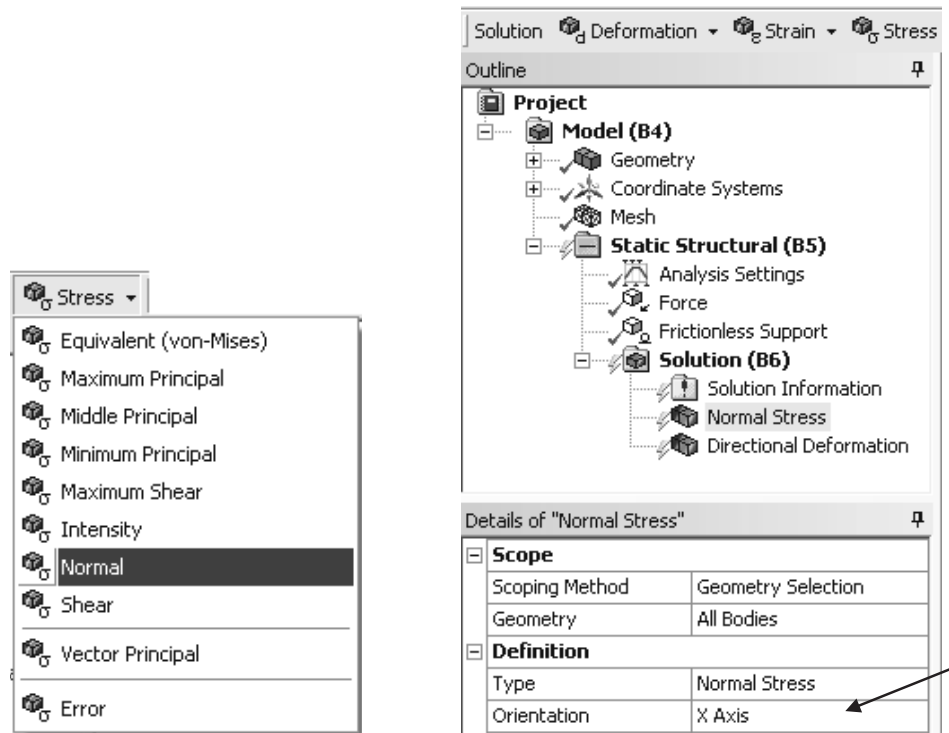 Stress
Equivalent (von-Mises)
Maximum Principal
Middle Principal
Minimum Principal
Maximum Shear
Intensity
Normal
Shear
Vector Principal
Error
Solution Deformation Strain Stress
Outline
Project
Model (B4)
Geometry
Coordinate Systems
Mesh
Static Structural (B5)
Analysis Settings
Force
Frictionless Support
Solution (B6)
Solution Information
Normal Stress
Directional Deformation
Details of "Normal Stress"
Scope
Scoping Method Geometry Selection
Geometry All Bodies
Definition
Type Normal Stress
Orientation X Axis